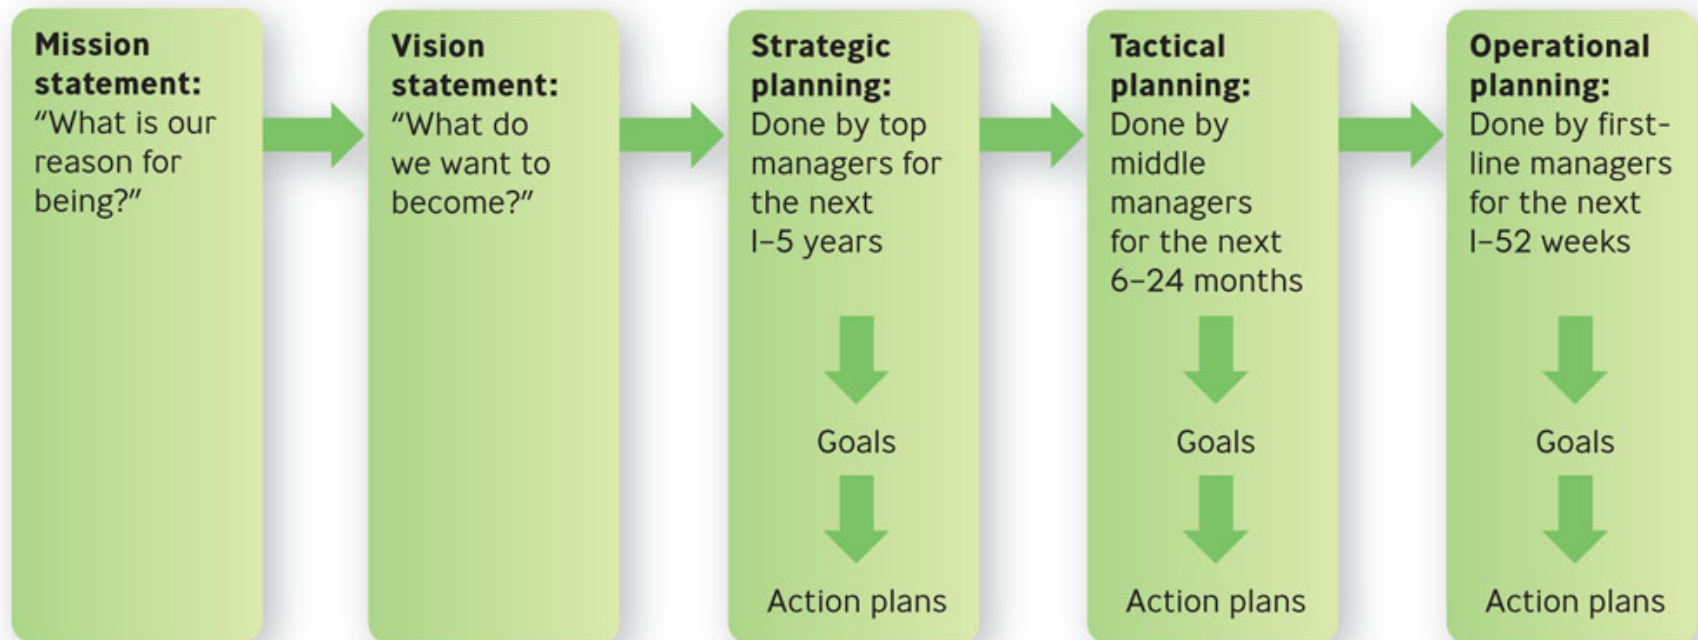 Mission
statement:
“What is our
reason for
being?”
Vision
statement:
“What do
we want to
become?”
Strategic
planning:
Done by top
managers for
the next
1–5 years
Goals
Action plans
Tactical
planning:
Done by
middle
managers
for the next
6–24 months
Goals
Action plans
Operational
planning:
Done by first-
line managers
for the next
1–52 weeks
Goals
Action plans